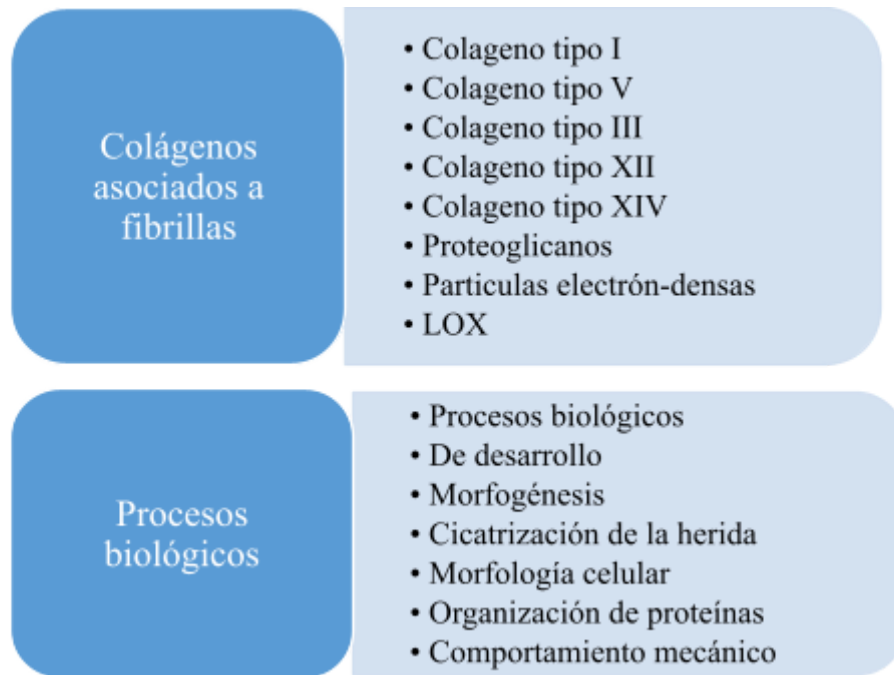 Colágenos
asociados a
fibrillas
• Colageno tipo I
• Colageno tipo V
• Colageno tipo III
• Colageno tipo XII
• Colageno tipo XIV
• Proteoglicanos
• Particulas electrón-densas
• LOX
Procesos
biológicos
• Procesos biológicos
• De desarrollo
• Morfogénesis
• Cicatrización de la herida
• Morfología celular
• Organización de proteínas
• Comportamiento mecánico